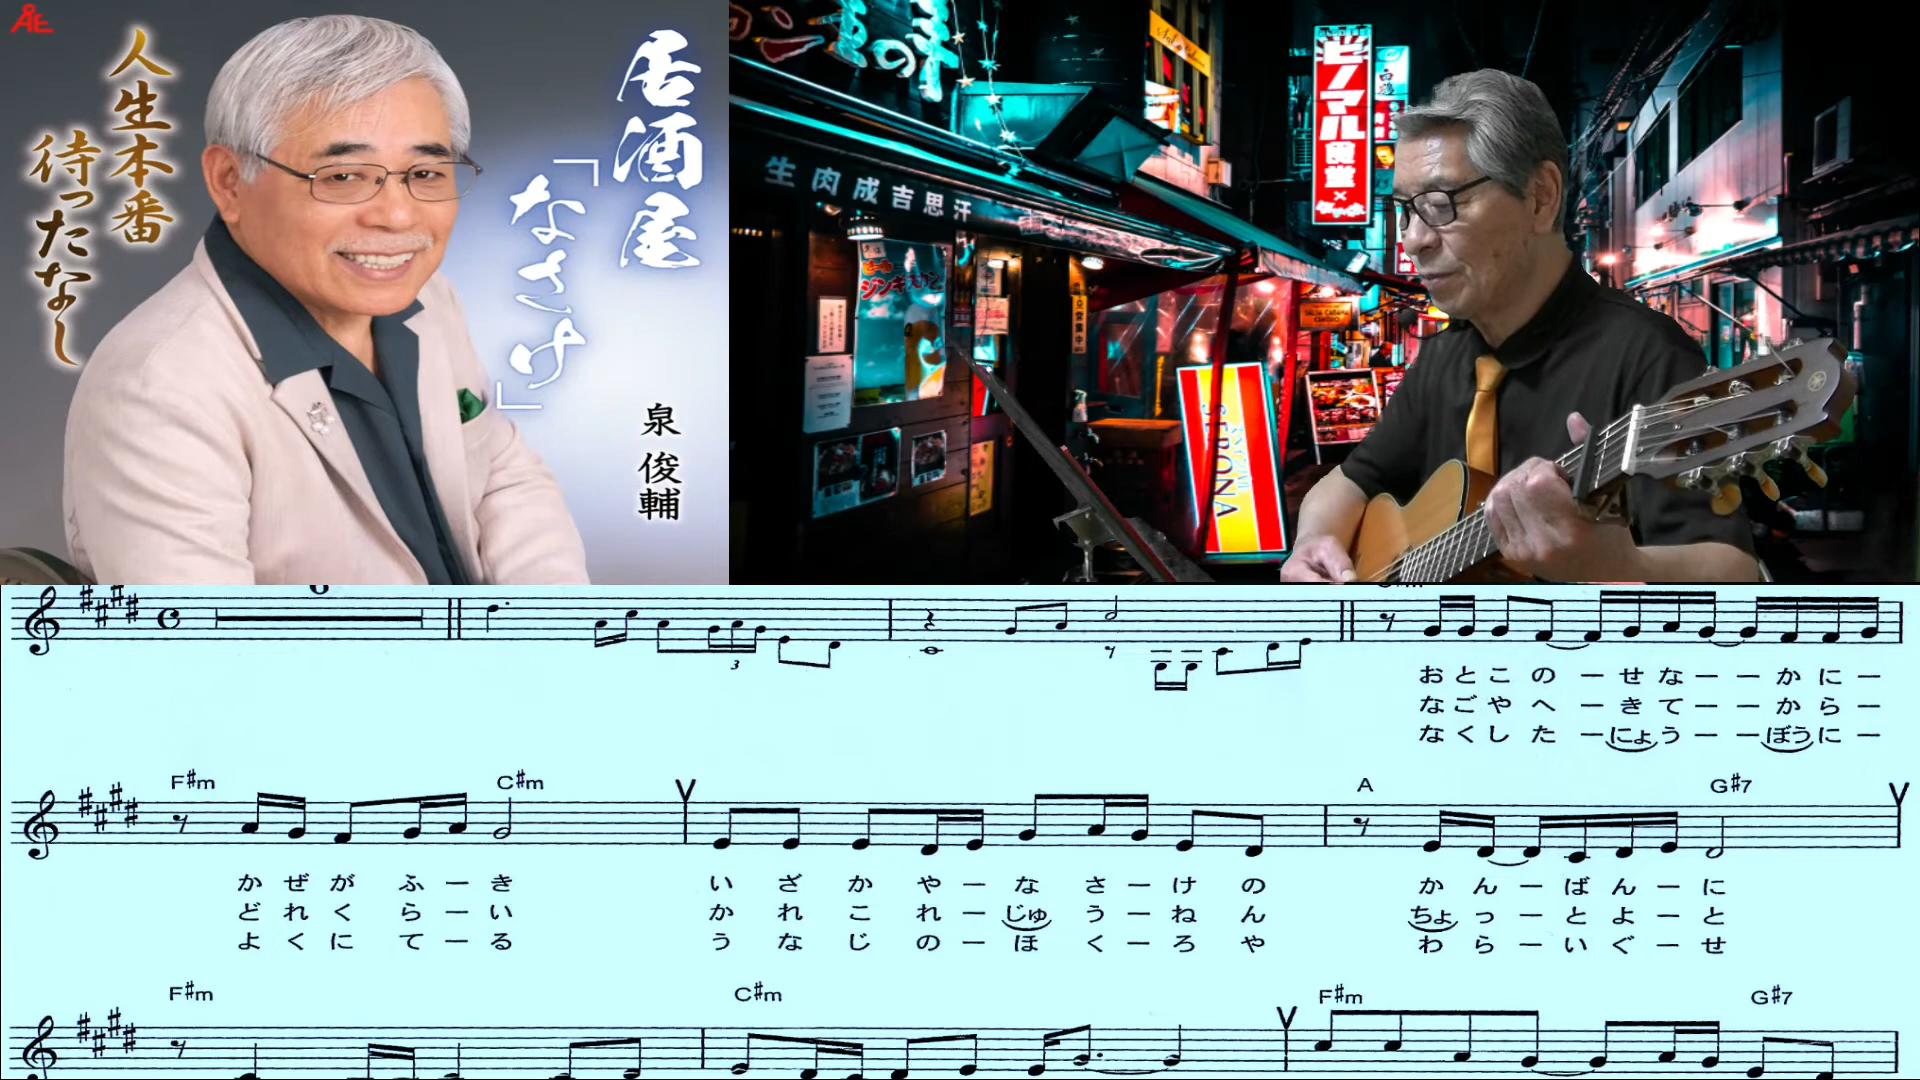 居酒屋
「なさけ」
泉 俊輔
人生本番
待ったなし
生肉成吉思汗
ジンギスカン
ヒノマル食堂
×
SEBONA
6
3
おとこの ー せな ー ー かに ー
なごやへ ー きて ー ー から ー
なくした ー にょう ー ー ぼうに ー
F#m C#m A G#7
かぜがふ ー き いざかや ー なさ ー けの かん ー ばん ー に
どれくら ー い かれこれ ー じゅう ー ねん ちょっ ー とよ ー と
よくにて ー る うなじの ー ほく ー ろや わら ー いぐ ー せ
F#m C#m F#m G#7